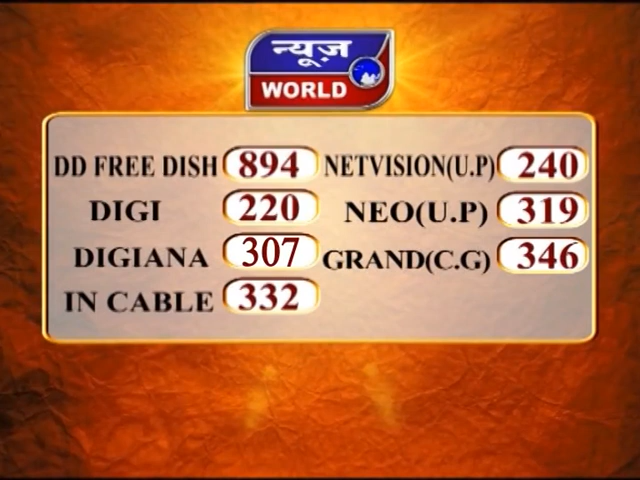 न्यूज़
WORLD
DD FREE DISH 894 NETVISION(U.P) 240
DIGI 220 NEO(U.P) 319
DIGIANA 307 GRAND(C.G) 346
IN CABLE 332